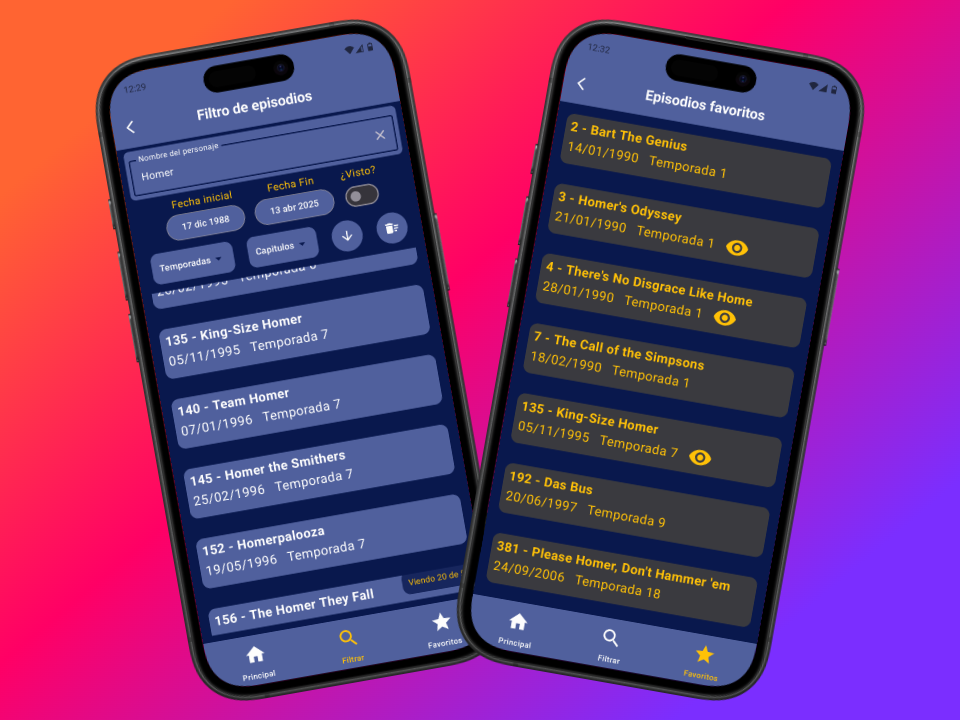 12:29
Filtro de episodios
Nombre del personaje
Homer
Fecha inicial
Fecha Fin
¿Visto?
17 dic 1988
13 abr 2025
Temporadas
Capítulos
135 - King-Size Homer
05/11/1995 Temporada 7
140 - Team Homer
07/01/1996 Temporada 7
145 - Homer the Smithers
25/02/1996 Temporada 7
152 - Homerpalooza
19/05/1996 Temporada 7
156 - The Homer They Fall
Viendo 20 de
Principal
Filtrar
Favoritos
12:32
Episodios favoritos
2 - Bart The Genius
14/01/1990 Temporada 1
3 - Homer's Odyssey
21/01/1990 Temporada 1
4 - There's No Disgrace Like Home
28/01/1990 Temporada 1
7 - The Call of the Simpsons
18/02/1990 Temporada 1
135 - King-Size Homer
05/11/1995 Temporada 7
192 - Das Bus
20/06/1997 Temporada 9
381 - Please Homer, Don't Hammer 'em
24/09/2006 Temporada 18
Principal
Filtrar
Favoritos